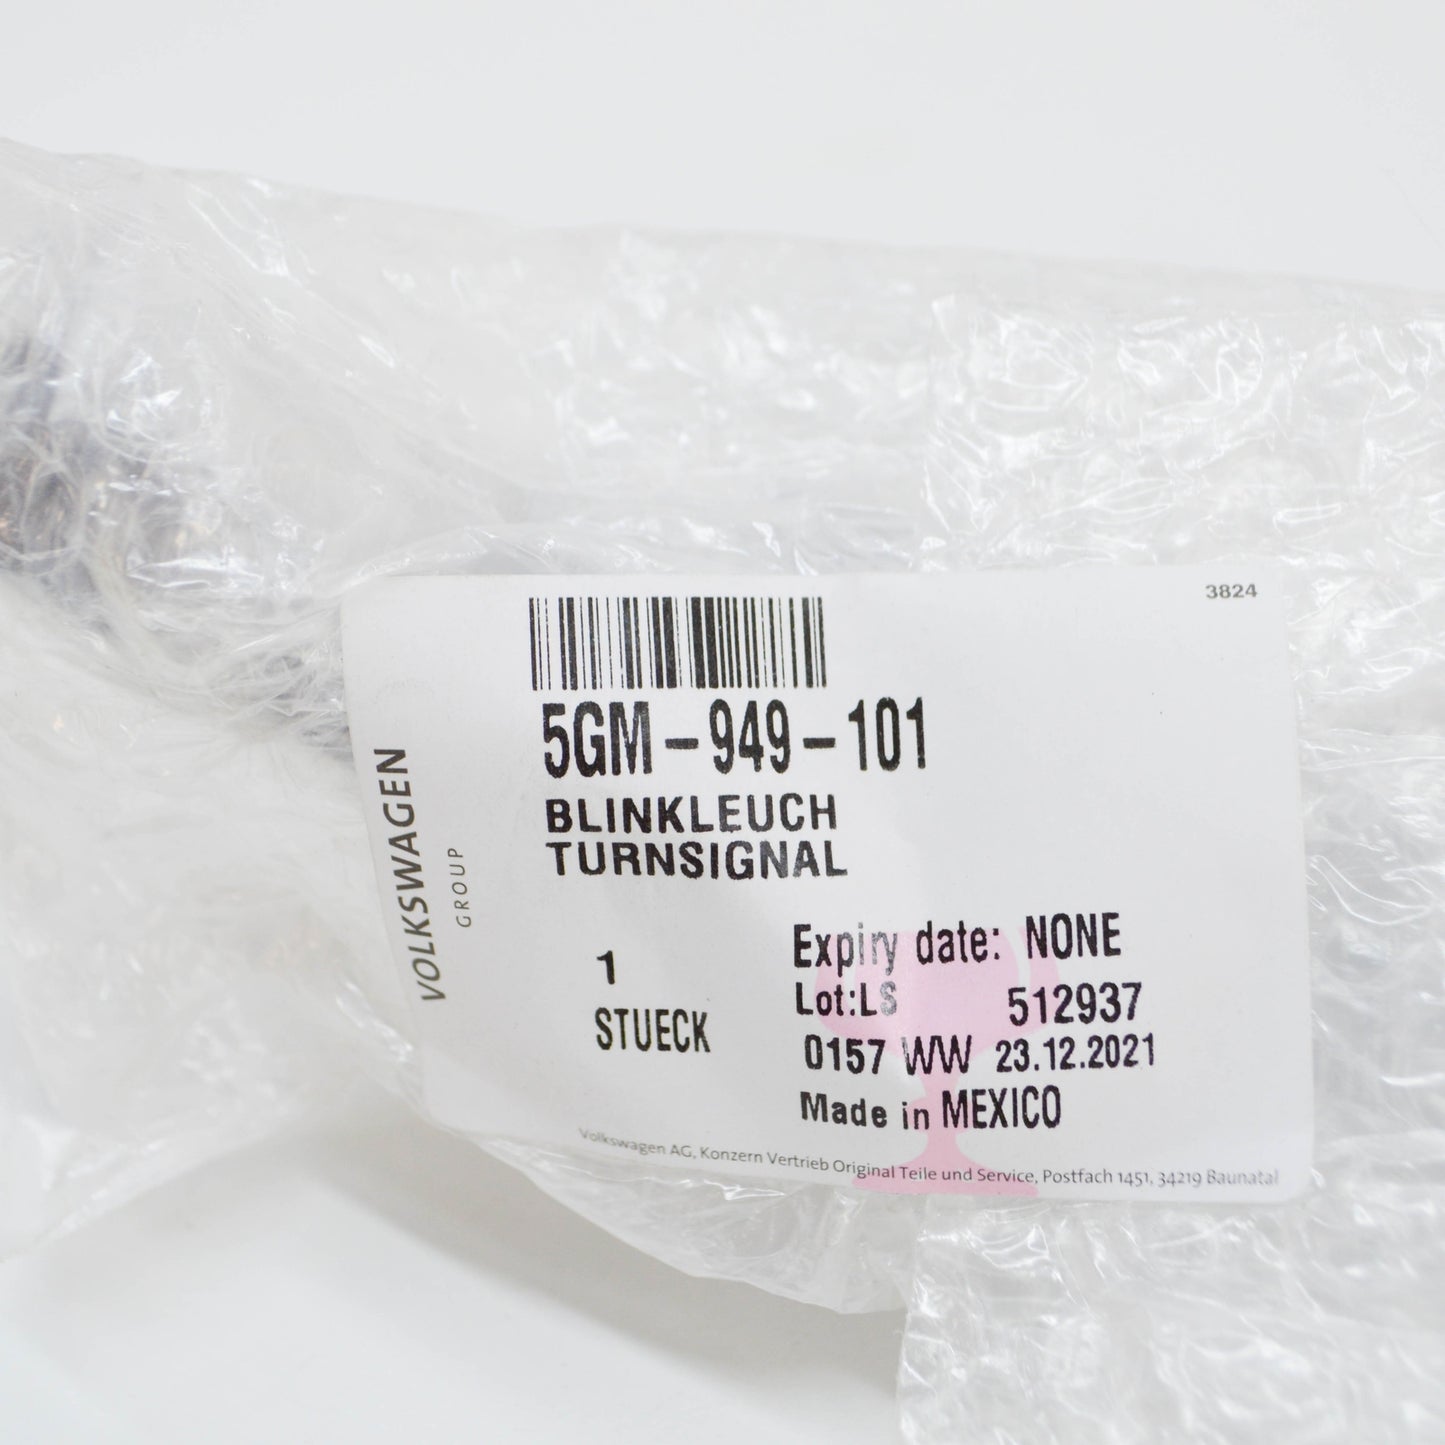 3824
5GM-949-101
BLINKLEUCH
TURNSIGNAL
VOLKSWAGEN
GROUP
1
STUECK
Expiry date: NONE
Lot:LS 512937
0157 WW 23.12.2021
Made in MEXICO
Volkswagen AG, Konzern Vertrieb Original Teile und Service, Postfach 1451, 34219 Baunatal